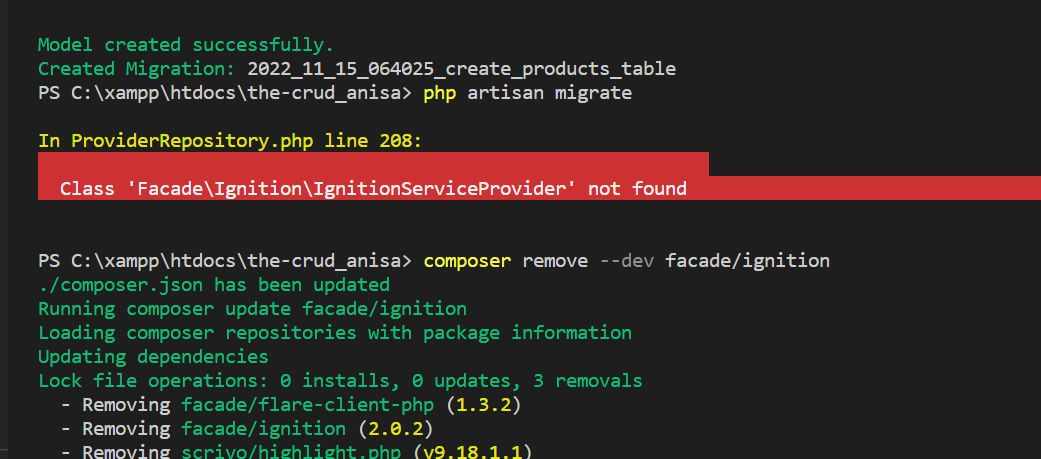 Model created successfully.
Created Migration: 2022_11_15_064025_create_products_table
PS C:\xampp\htdocs\the-crud_anisa> php artisan migrate
In ProviderRepository.php line 208:
Class 'Facade\Ignition\IgnitionServiceProvider' not found
PS C:\xampp\htdocs\the-crud_anisa> composer remove --dev facade/ignition
./composer.json has been updated
Running composer update facade/ignition
Loading composer repositories with package information
Updating dependencies
Lock file operations: 0 installs, 0 updates, 3 removals
- Removing facade/flare-client-php (1.3.2)
- Removing facade/ignition (2.0.2)
- Removing scrivo/highlight.php (v9.18.1.1)